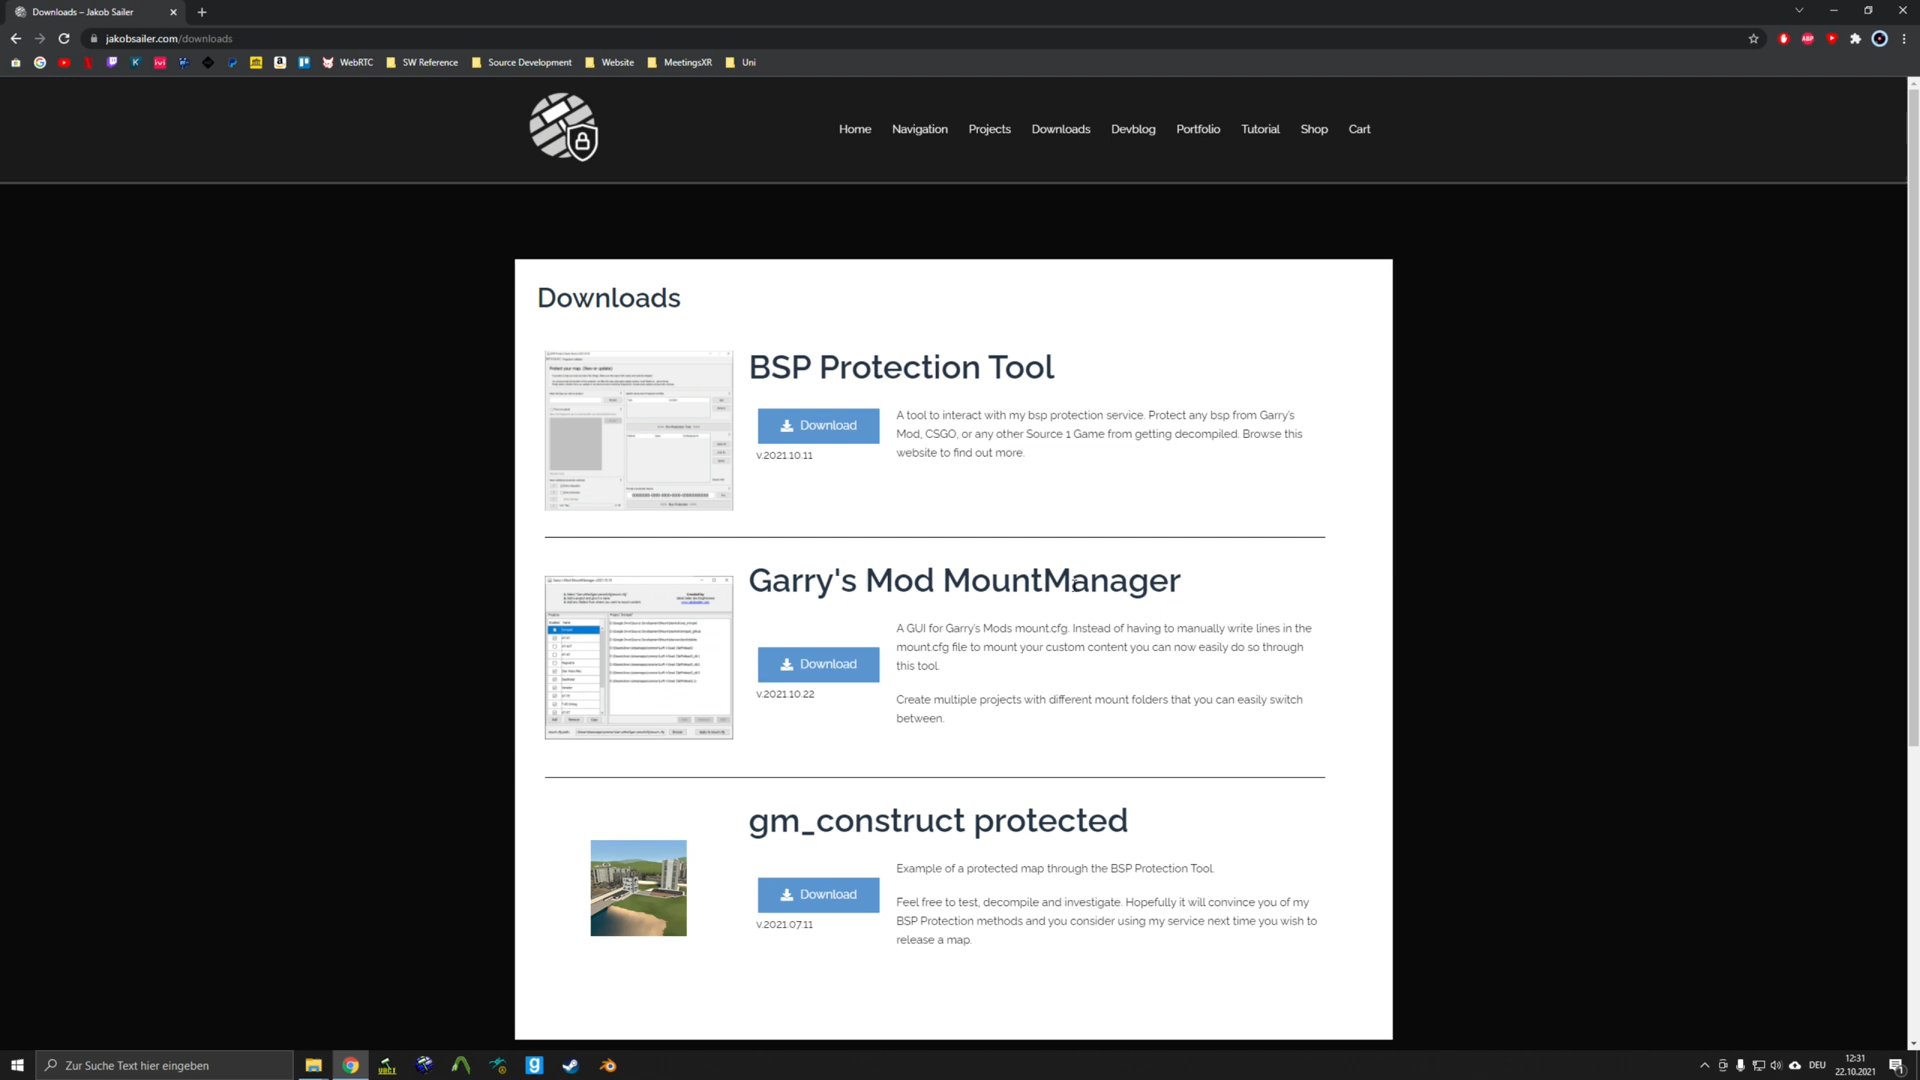 Downloads – Jakob Sailer
jakobsailer.com/downloads
WebRTC
SW Reference
Source Development
Website
MeetingsXR
Uni
Home
Navigation
Projects
Downloads
Devblog
Portfolio
Tutorial
Shop
Cart
Downloads
BSP Protection Tool
Download
v.2021.10.11
A tool to interact with my bsp protection service. Protect any bsp from Garry's
Mod, CSGO, or any other Source 1 Game from getting decompiled. Browse this
website to find out more.
Garry's Mod MountManager
Download
v.2021.10.22
A GUI for Garry's Mods mount.cfg. Instead of having to manually write lines in the
mount.cfg file to mount your custom content you can now easily do so through
this tool.
Create multiple projects with different mount folders that you can easily switch
between.
gm_construct protected
Download
v.2021.07.11
Example of a protected map through the BSP Protection Tool.
Feel free to test, decompile and investigate. Hopefully it will convince you of my
BSP Protection methods and you consider using my service next time you wish to
release a map.
Zur Suche Text hier eingeben
DEU
12:31
22.10.2021